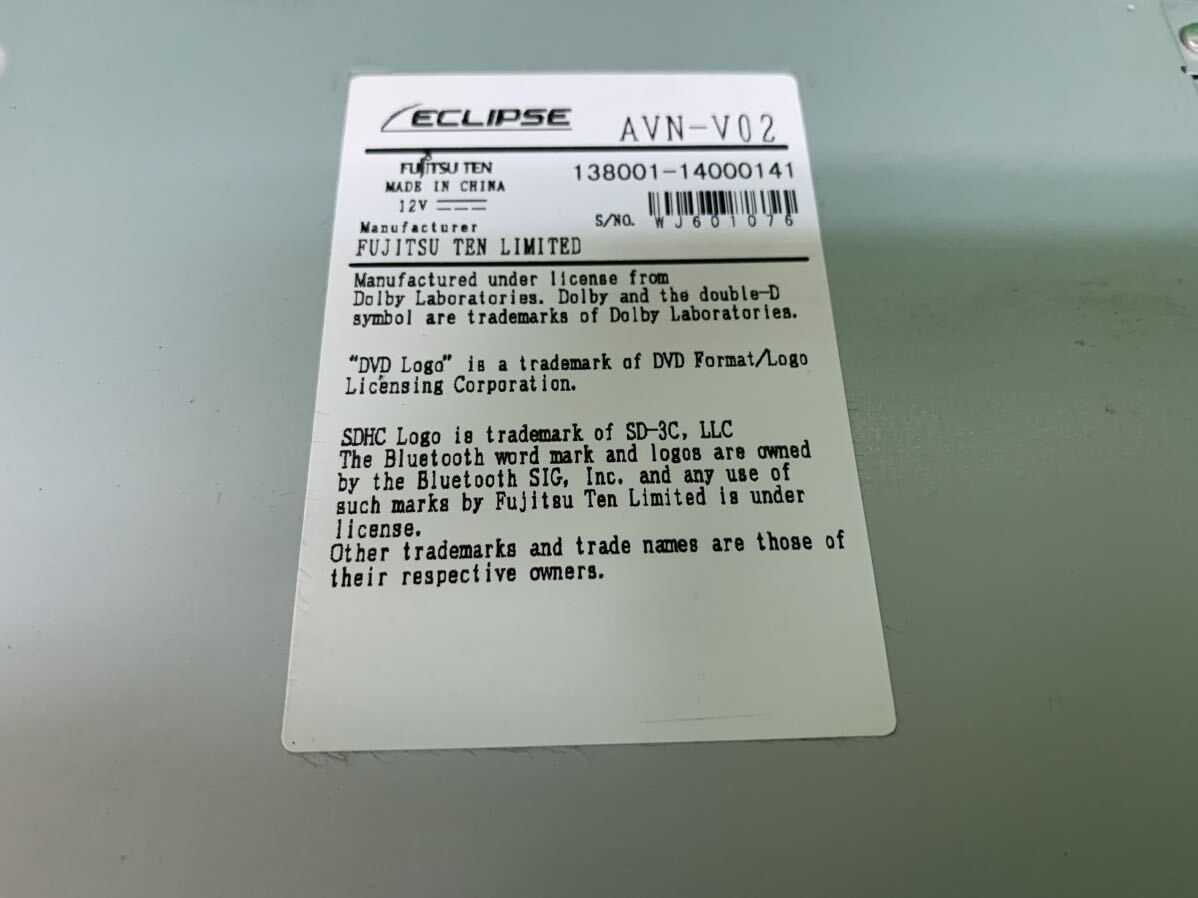 ECLIPSE AVN-V02
FUJITSU TEN 138001-14000141
MADE IN CHINA
12V
S/NO. WJ601076
Manufacturer
FUJITSU TEN LIMITED
Manufactured under license from
Dolby Laboratories. Dolby and the double-D
symbol are trademarks of Dolby Laboratories.
"DVD Logo" is a trademark of DVD Format/Logo
Licensing Corporation.
SDHC Logo is trademark of SD-3C, LLC
The Bluetooth word mark and logos are owned
by the Bluetooth SIG, Inc. and any use of
such marks by Fujitsu Ten Limited is under
license.
Other trademarks and trade names are those of
their respective owners.